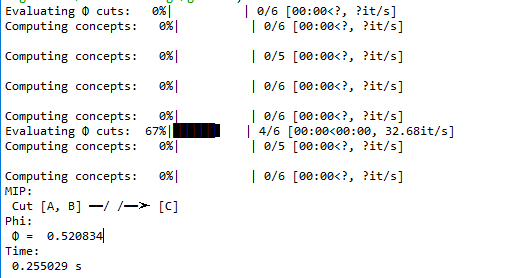 Evaluating Φ cuts:   0%|          | 0/6 [00:00<?, ?it/s]
Computing concepts:   0%|          | 0/6 [00:00<?, ?it/s]
Computing concepts:   0%|          | 0/5 [00:00<?, ?it/s]
Computing concepts:   0%|          | 0/6 [00:00<?, ?it/s]
Computing concepts:   0%|          | 0/6 [00:00<?, ?it/s]
Evaluating Φ cuts:  67%|██████▋   | 4/6 [00:00<00:00, 32.68it/s]
Computing concepts:   0%|          | 0/5 [00:00<?, ?it/s]
Computing concepts:   0%|          | 0/6 [00:00<?, ?it/s]
MIP:
Cut [A, B] ━━/ /━━➤ [C]
Phi:
Φ =  0.520834
Time:
0.255029 s